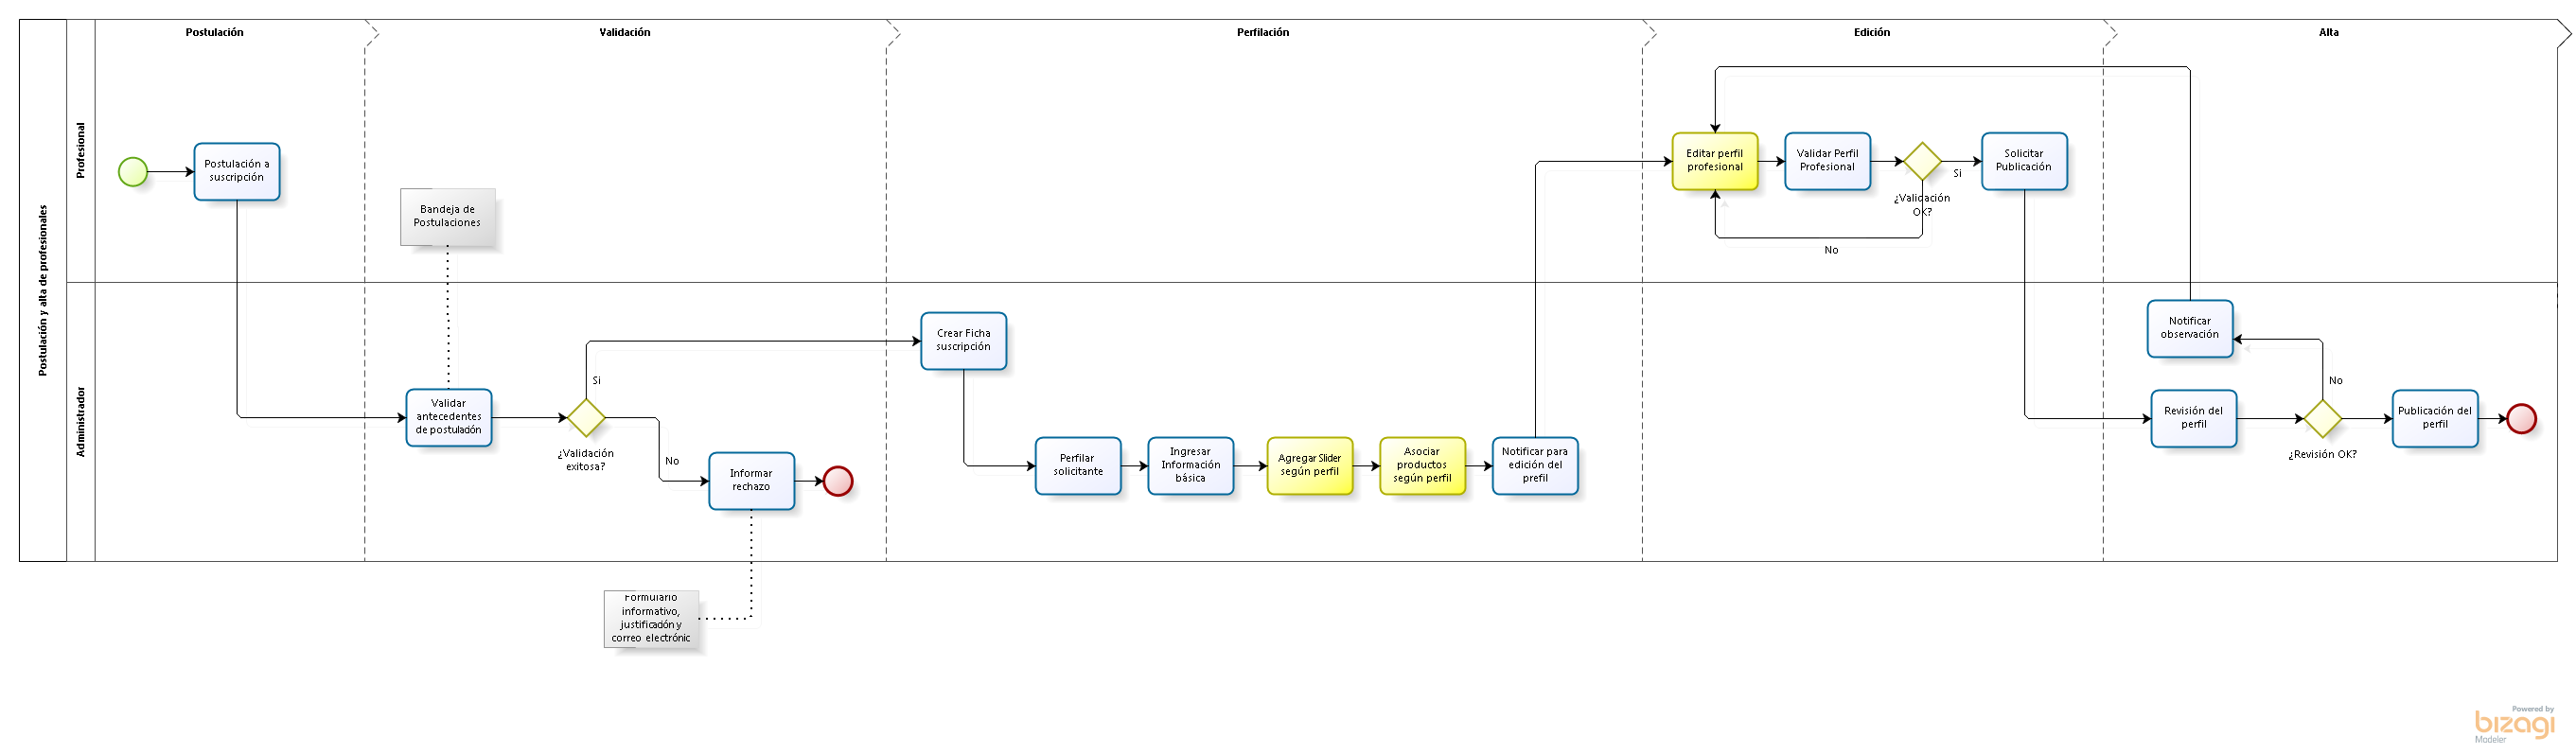 Postulación
Validación
Perfilación
Edición
Alta
Postulación y alta de profesionales
Profesional
Administrador
Postulación a
suscripción
Bandeja de
Postulaciones
Validar
antecedentes
de postulación
¿Validación
exitosa?
Si
No
Informar
rechazo
Formulario
informativo,
justificación y
correo electrónic
Crear Ficha
suscripción
Perfilar
solicitante
Ingresar
Información
básica
Agregar Slider
según perfil
Asociar
productos
según perfil
Notificar para
edición del
prefil
Editar perfil
profesional
Validar Perfil
Profesional
¿Validación
OK?
Si
No
Solicitar
Publicación
Notificar
observación
Revisión del
perfil
¿Revisión OK?
No
Publicación del
perfil
Powered by
bizagi
Modeler